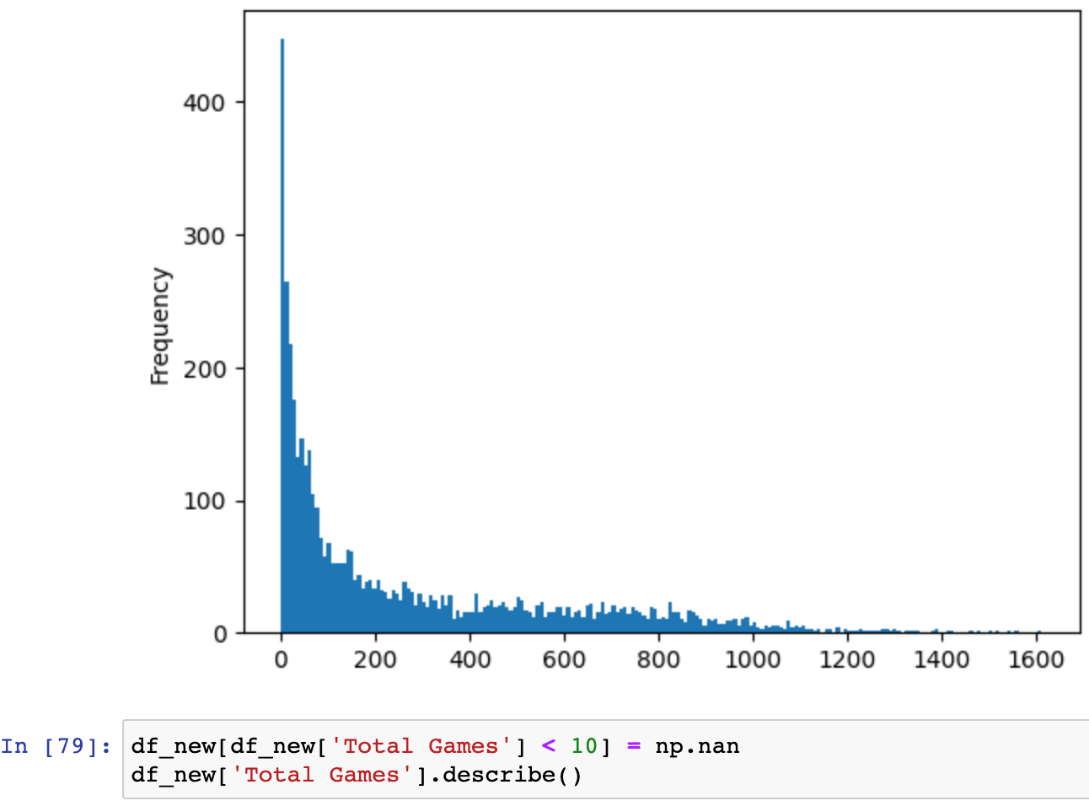 400
300
200
100
0
Frequency
0 200 400 600 800 1000 1200 1400 1600
In [79]: df_new[df_new['Total Games'] < 10] = np.nan
df_new['Total Games'].describe()